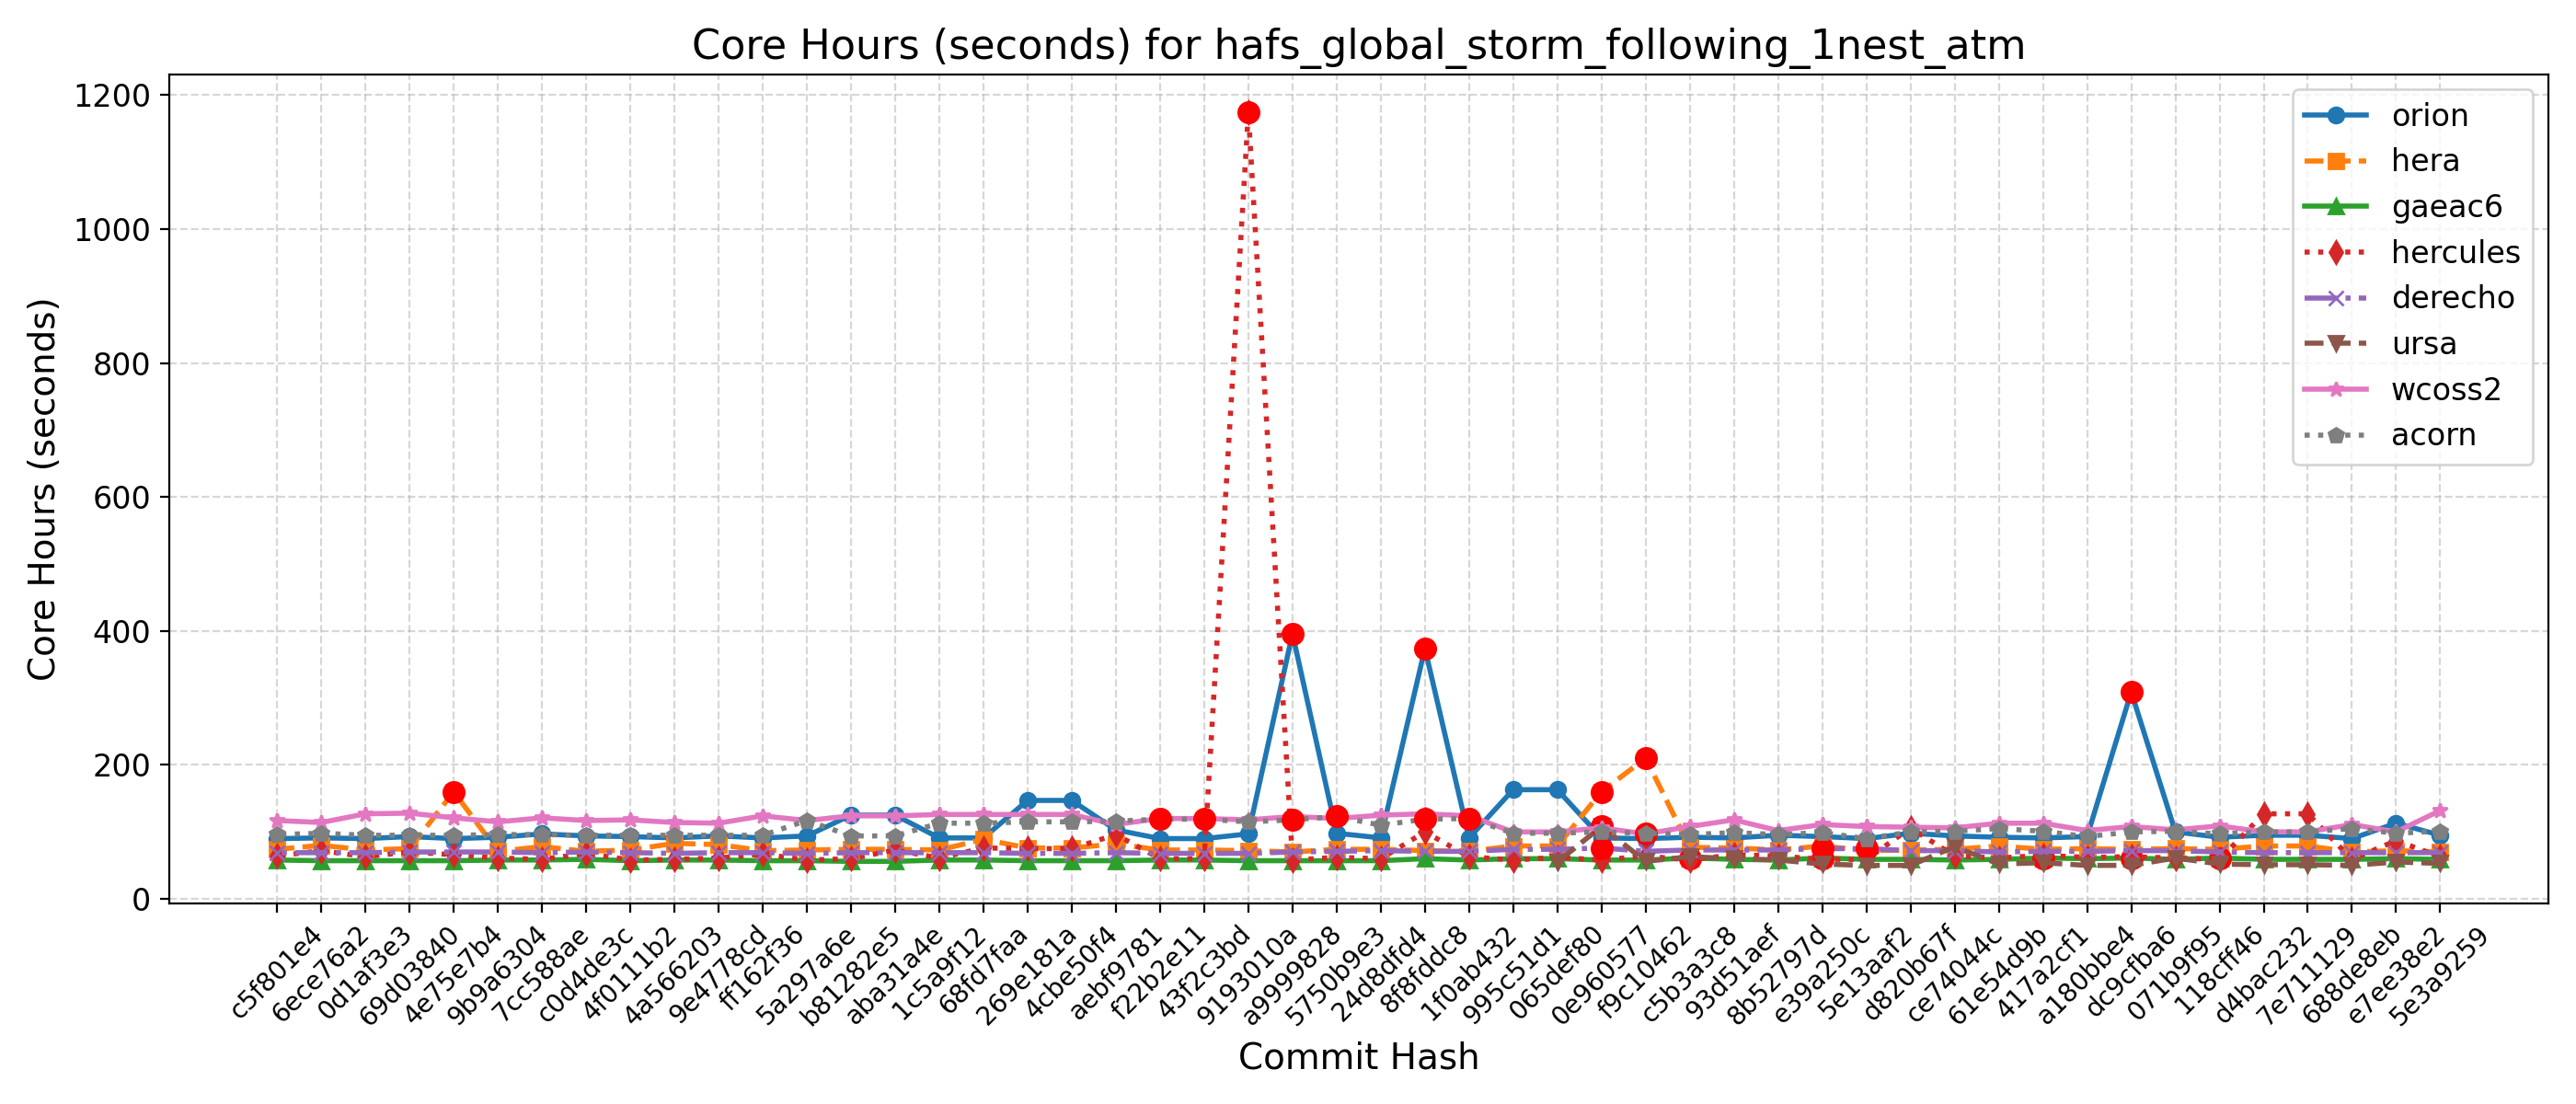 Core Hours (seconds) for hafs_global_storm_following_1nest_atm
Core Hours (seconds)
1200
1000
800
600
400
200
0
orion
hera
gaeac6
hercules
derecho
ursa
wcoss2
acorn
c5f801e4
6ece76a2
0d1af3e3
69d03840
4e75e7b4
9b9a6304
7cc588ae
c0d4de3c
4f0111b2
4a566203
9e4778cd
ff162f36
5a297a6e
b81282e5
aba31a4e
1c5a9f12
68fd7faa
269e181a
4cbe50f4
aebf9781
f22b2e11
43f2c3bd
9193010a
a9999828
5750b9e3
24d8dfd4
8f8fddc8
1f0ab432
995c51d1
065def80
0e960577
f9c10462
c5b3a3c8
93d51aef
8b52797d
e39a250c
5e13aaf2
d820b67f
ce74044c
61e54d9b
417a2cf1
a180bbe4
dc9cfba6
071b9f95
118cff46
d4bac232
7e711129
688de8eb
e7ee38e2
5e3a9259
Commit Hash